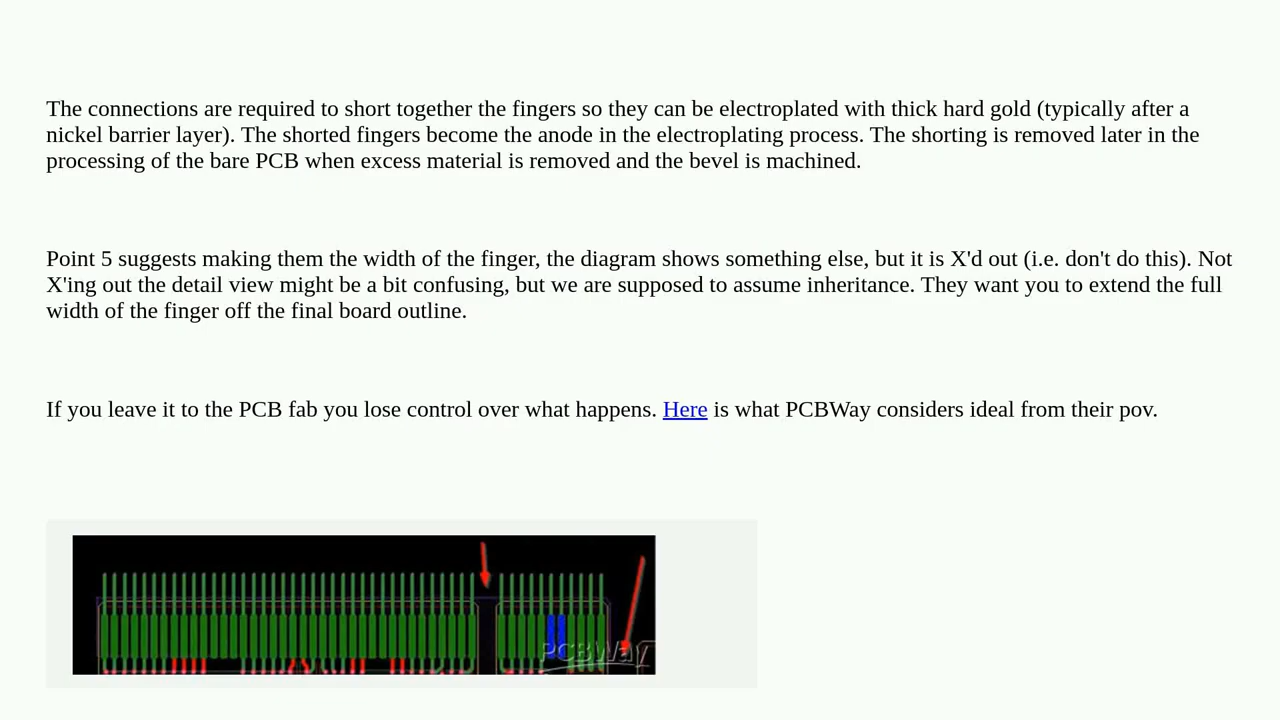 The connections are required to short together the fingers so they can be electroplated with thick hard gold (typically after a
nickel barrier layer). The shorted fingers become the anode in the electroplating process. The shorting is removed later in the
processing of the bare PCB when excess material is removed and the bevel is machined.
Point 5 suggests making them the width of the finger, the diagram shows something else, but it is X'd out (i.e. don't do this). Not
X'ing out the detail view might be a bit confusing, but we are supposed to assume inheritance. They want you to extend the full
width of the finger off the final board outline.
If you leave it to the PCB fab you lose control over what happens. Here is what PCBWay considers ideal from their pov.
PCBWay